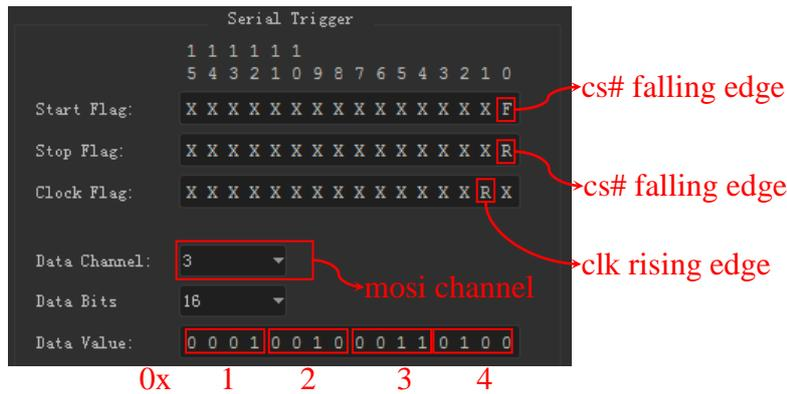 Serial Trigger
1 1 1 1 1 1
5 4 3 2 1 0 9 8 7 6 5 4 3 2 1 0
Start Flag: X X X X X X X X X X X X X X X F
cs# falling edge
Stop Flag: X X X X X X X X X X X X X X X R
cs# falling edge
Clock Flag: X X X X X X X X X X X X X X R X
clk rising edge
Data Channel: 3
mosi channel
Data Bits 16
Data Value: 0 0 0 1 0 0 1 0 0 0 1 1 0 1 0 0
0x 1 2 3 4